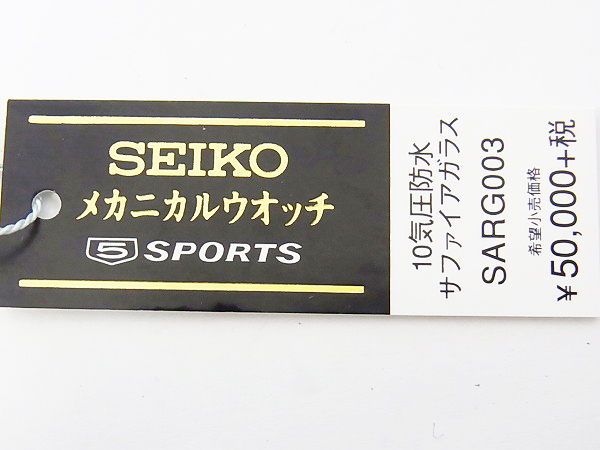 SEIKO
メカニカルウオッチ
5 SPORTS
10気圧防水
サファイアガラス
SARG003
希望小売価格
¥50,000+税